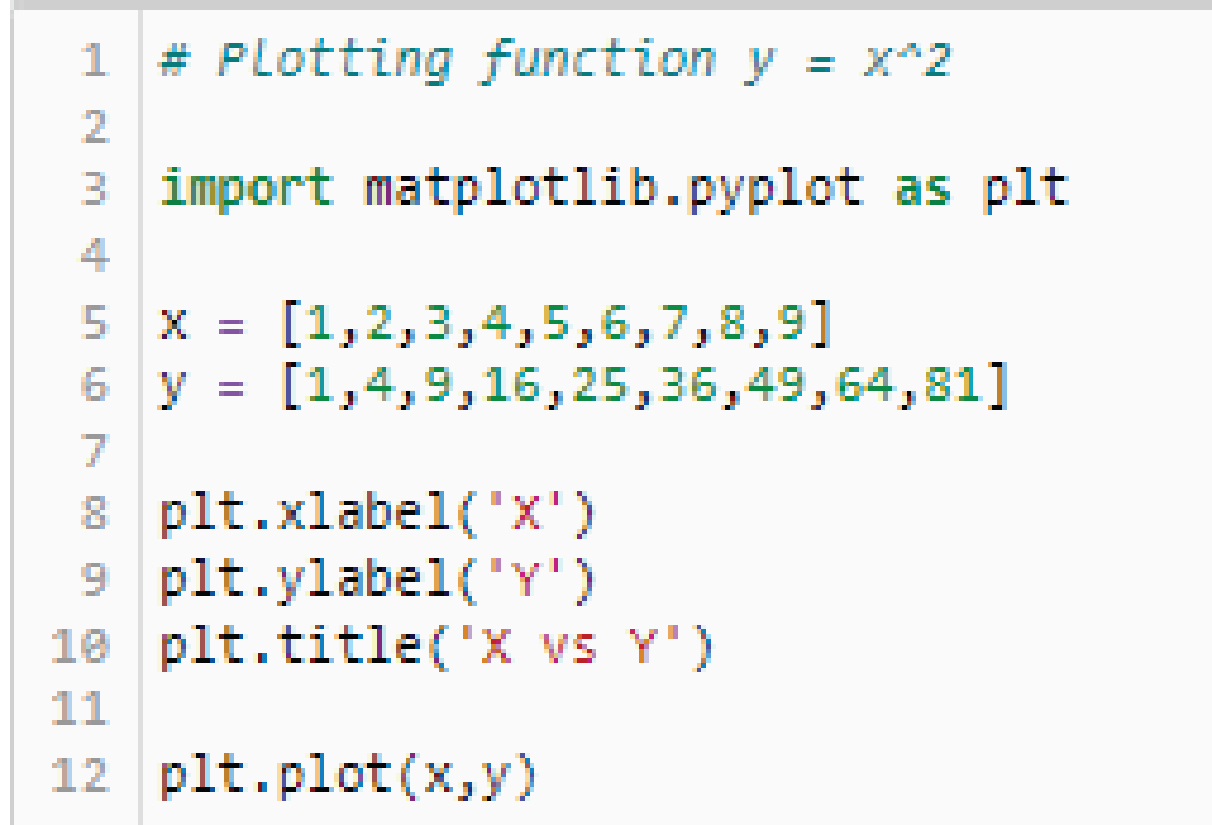 1 # Plotting function y = x^2
2
3 import matplotlib.pyplot as plt
4
5 x = [1,2,3,4,5,6,7,8,9]
6 y = [1,4,9,16,25,36,49,64,81]
7
8 plt.xlabel('X')
9 plt.ylabel('Y')
10 plt.title('X vs Y')
11
12 plt.plot(x,y)